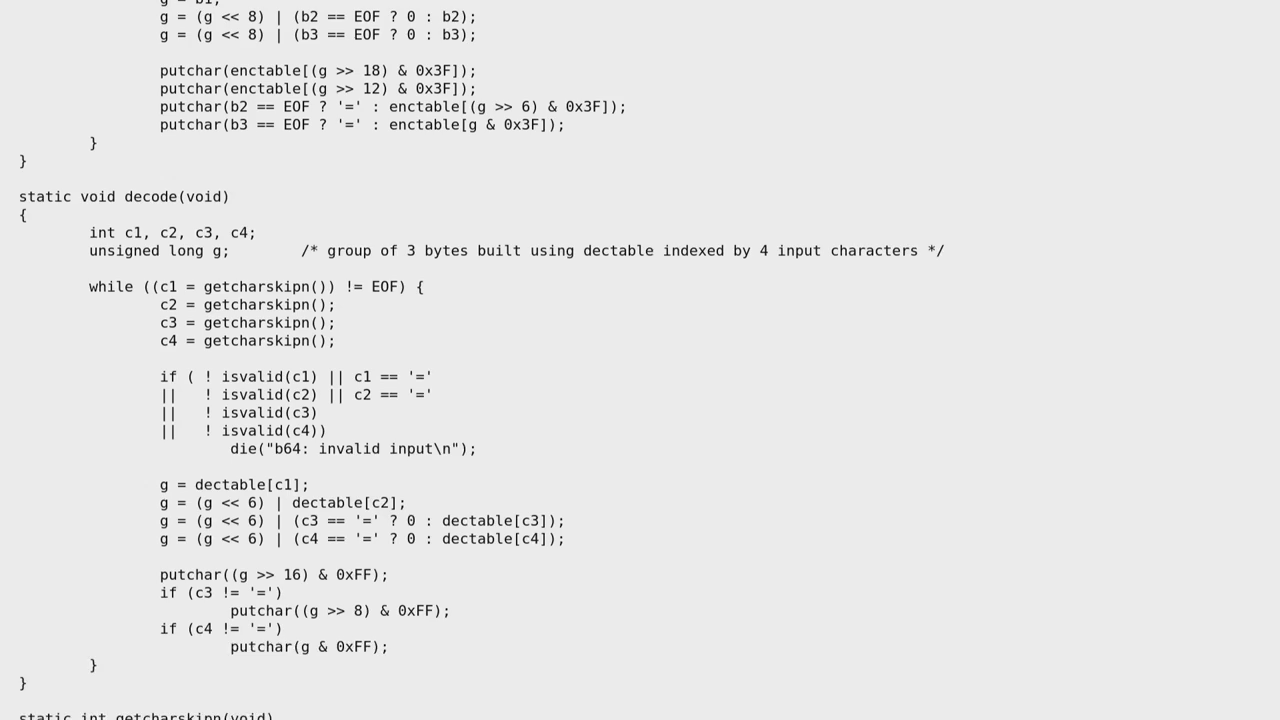 g = b1;
g = (g << 8) | (b2 == EOF ? 0 : b2);
g = (g << 8) | (b3 == EOF ? 0 : b3);
putchar(enctable[(g >> 18) & 0x3F]);
putchar(enctable[(g >> 12) & 0x3F]);
putchar(b2 == EOF ? '=' : enctable[(g >> 6) & 0x3F]);
putchar(b3 == EOF ? '=' : enctable[g & 0x3F]);
}
}
static void decode(void)
{
int c1, c2, c3, c4;
unsigned long g; /* group of 3 bytes built using dectable indexed by 4 input characters */
while ((c1 = getcharskipn()) != EOF) {
c2 = getcharskipn();
c3 = getcharskipn();
c4 = getcharskipn();
if ( ! isvalid(c1) || c1 == '='
|| ! isvalid(c2) || c2 == '='
|| ! isvalid(c3)
|| ! isvalid(c4))
die("b64: invalid input\n");
g = dectable[c1];
g = (g << 6) | dectable[c2];
g = (g << 6) | (c3 == '=' ? 0 : dectable[c3]);
g = (g << 6) | (c4 == '=' ? 0 : dectable[c4]);
putchar((g >> 16) & 0xFF);
if (c3 != '=')
putchar((g >> 8) & 0xFF);
if (c4 != '=')
putchar(g & 0xFF);
}
}
static int getcharskipn(void)